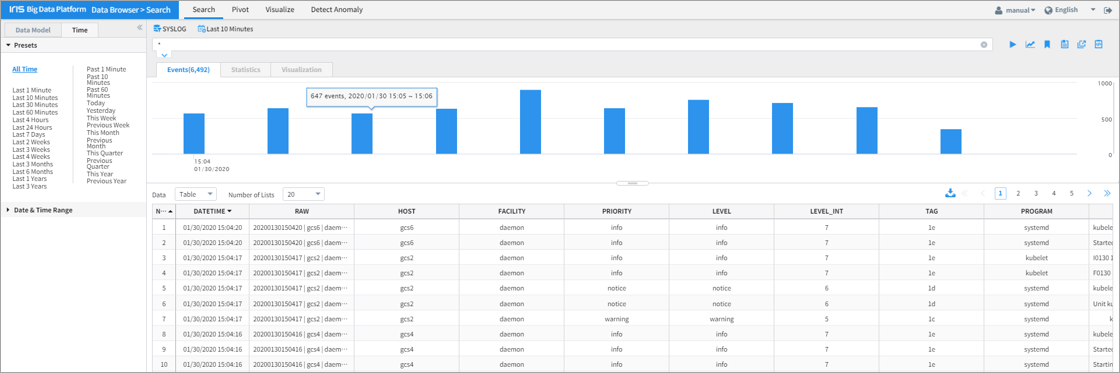 IRIS Big Data Platform Data Browser > Search Search Pivot Visualize Detect Anomaly manual English
Data Model Time
SYSLOG Last 10 Minutes
Presets
*
All Time
Last 1 Minute
Last 10 Minutes
Last 30 Minutes
Last 60 Minutes
Last 4 Hours
Last 24 Hours
Last 7 Days
Last 2 Weeks
Last 3 Weeks
Last 4 Weeks
Last 3 Months
Last 6 Months
Last 1 Years
Last 3 Years
Past 1 Minute
Past 10
Minutes
Past 60
Minutes
Today
Yesterday
This Week
Previous Week
This Month
Previous
Month
This Quarter
Previous
Quarter
This Year
Previous Year
Date & Time Range
Events(6,492) Statistics Visualization
647 events, 2020/01/30 15:05 ~ 15:06
1000
500
0
15:04
01/30/2020
Data Table Number of Lists 20 1 2 3 4 5
N··· DATETIME RAW HOST FACILITY PRIORITY LEVEL LEVEL_INT TAG PROGRAM
1 01/30/2020 15:04:20 20200130150420 | gcs6 | daem··· gcs6 daemon info info 7 1e systemd kubele
2 01/30/2020 15:04:20 20200130150420 | gcs6 | daem··· gcs6 daemon info info 7 1e systemd Starte
3 01/30/2020 15:04:17 20200130150417 | gcs2 | daem··· gcs2 daemon info info 7 1e kubelet I0130 1
4 01/30/2020 15:04:17 20200130150417 | gcs2 | daem··· gcs2 daemon info info 7 1e kubelet F0130
5 01/30/2020 15:04:17 20200130150417 | gcs2 | daem··· gcs2 daemon notice notice 6 1d systemd kubele
6 01/30/2020 15:04:17 20200130150417 | gcs2 | daem··· gcs2 daemon notice notice 6 1d systemd Unit ku
7 01/30/2020 15:04:17 20200130150417 | gcs2 | daem··· gcs2 daemon warning warning 5 1c systemd k
8 01/30/2020 15:04:16 20200130150416 | gcs4 | daem··· gcs4 daemon info info 7 1e systemd kubele
9 01/30/2020 15:04:16 20200130150416 | gcs4 | daem··· gcs4 daemon info info 7 1e systemd Starte
10 01/30/2020 15:04:16 20200130150416 | gcs4 | daem··· gcs4 daemon info info 7 1e systemd Startin